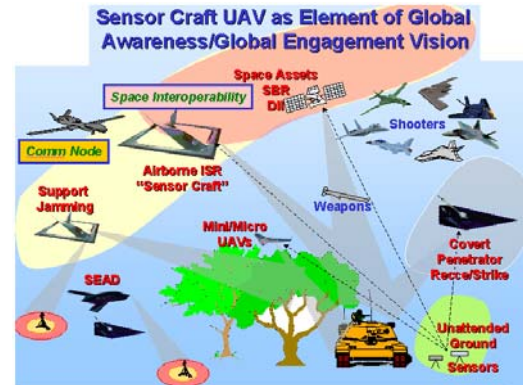 Sensor Craft UAV as Element of Global
Awareness/Global Engagement Vision
Space Assets
SBR
Space Interoperability
Shooters
Comm Node
Airborne ISR
"Sensor Craft"
Support
Jamming
Mini/Micro
UAVs
Weapons
Covert
Penetrator
Recce/Strike
SEAD
Unattended
Ground
Sensors